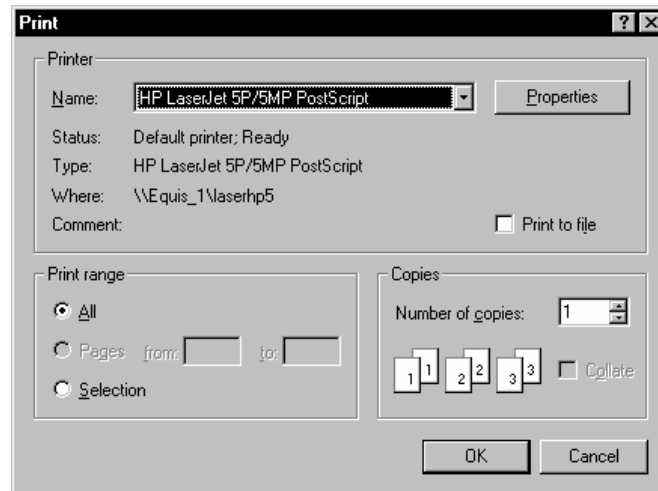 Print
Printer
Name: HP LaserJet 5P/5MP PostScript Properties
Status: Default printer; Ready
Type: HP LaserJet 5P/5MP PostScript
Where: \\Equis_1\laserhp5
Comment: Print to file
Print range
All
Pages from: to:
Selection
Copies
Number of copies: 1
1 1 2 2 3 3 Collate
OK Cancel